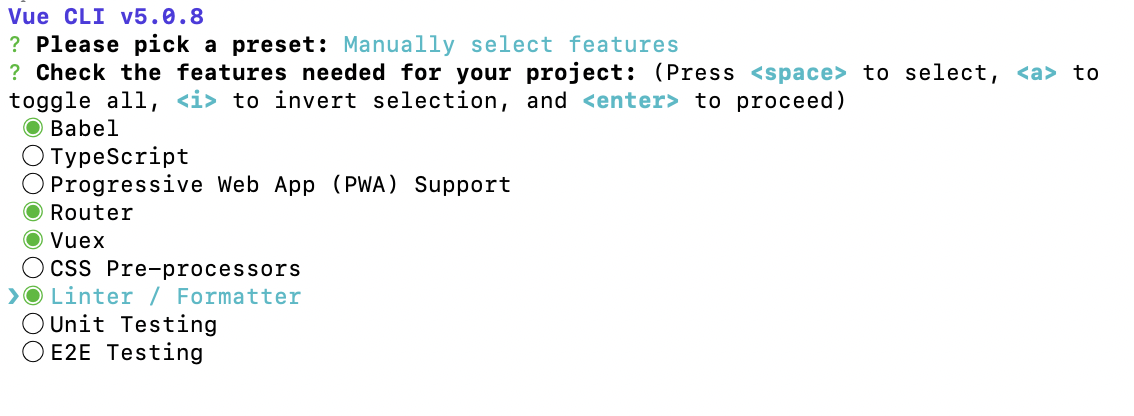 Vue CLI v5.0.8
? Please pick a preset: Manually select features
? Check the features needed for your project: (Press <space> to select, <a> to
toggle all, <i> to invert selection, and <enter> to proceed)
◉ Babel
◯ TypeScript
◯ Progressive Web App (PWA) Support
◉ Router
◉ Vuex
◯ CSS Pre-processors
❯◉ Linter / Formatter
◯ Unit Testing
◯ E2E Testing